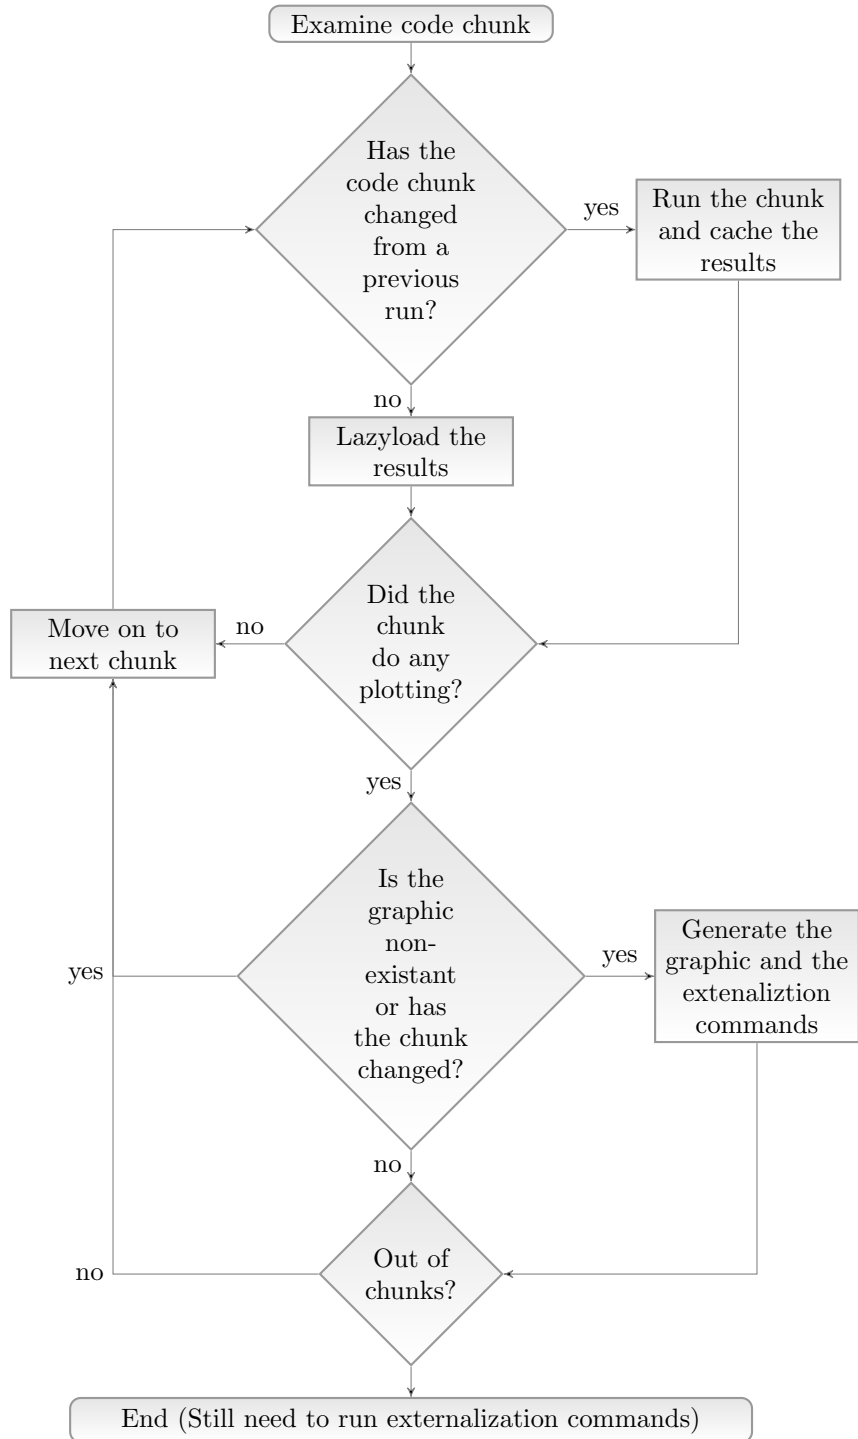 Examine code chunk
Has the
code chunk
changed
from a
previous
run?
yes
Run the chunk
and cache the
results
no
Lazyload the
results
Did the
chunk
do any
plotting?
no
Move on to
next chunk
yes
Is the
graphic
non-
existant
or has
the chunk
changed?
yes
yes
Generate the
graphic and the
extenaliztion
commands
no
Out of
chunks?
no
End (Still need to run externalization commands)